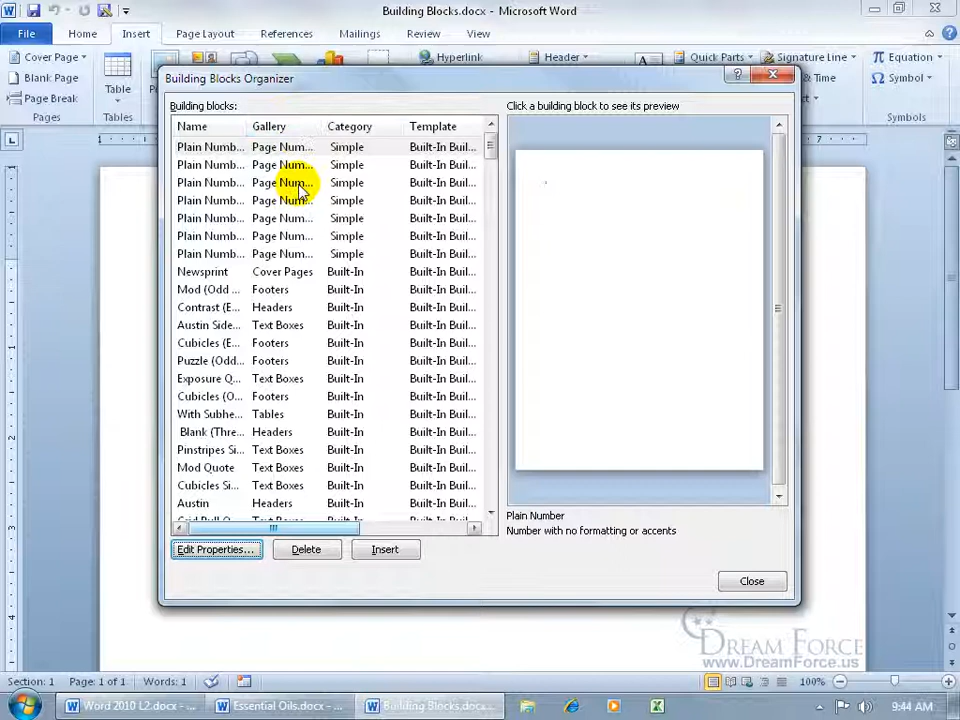 Building Blocks.docx - Microsoft Word
File Home Insert Page Layout References Mailings Review View
Cover Page
Blank Page
Page Break
Pages
Table
Tables
Hyperlink
Header
Quick Parts
Signature Line
& Time
Equation
Symbol
Symbols
Building Blocks Organizer
Building blocks:
Click a building block to see its preview
Name Gallery Category Template
Plain Numb... Page Num... Simple Built-In Buil...
Plain Numb... Page Num... Simple Built-In Buil...
Plain Numb... Page Num... Simple Built-In Buil...
Plain Numb... Page Num... Simple Built-In Buil...
Plain Numb... Page Num... Simple Built-In Buil...
Plain Numb... Page Num... Simple Built-In Buil...
Plain Numb... Page Num... Simple Built-In Buil...
Newsprint Cover Pages Built-In Built-In Buil...
Mod (Odd ... Footers Built-In Built-In Buil...
Contrast (E... Headers Built-In Built-In Buil...
Austin Side... Text Boxes Built-In Built-In Buil...
Cubicles (E... Footers Built-In Built-In Buil...
Puzzle (Odd... Footers Built-In Built-In Buil...
Exposure Q... Text Boxes Built-In Built-In Buil...
Cubicles (O... Footers Built-In Built-In Buil...
With Subhe... Tables Built-In Built-In Buil...
Blank (Thre... Headers Built-In Built-In Buil...
Pinstripes Si... Text Boxes Built-In Built-In Buil...
Mod Quote Text Boxes Built-In Built-In Buil...
Cubicles Si... Text Boxes Built-In Built-In Buil...
Austin Headers Built-In Built-In Buil...
Plain Number
Number with no formatting or accents
Edit Properties... Delete Insert
Close
DREAM FORCE
www.DreamForce.us
Section: 1 Page: 1 of 1 Words: 1 100%
Word 2010 L2.docx - ... Essential Oils.docx - ... Building Blocks.docx... 9:44 AM